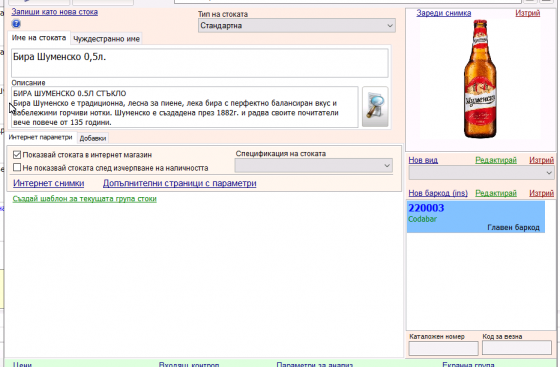 Запиши като нова стока
Тип на стоката
Стандартна
Име на стоката
Чуждестранно име
Бира Шуменско 0,5л.
Описание
БИРА ШУМЕНСКО 0.5Л СТЪКЛО
Бира Шуменско е традиционна, лесна за пиене, лека бира с перфектно балансиран вкус и
забележими горчиви нотки. Шуменско е създадена през 1882г. и радва своите почитатели
вече повече от 135 години.
Интернет параметри
Добавки
Показвай стоката в интернет магазин
Не показвай стоката след изчерпване на наличността
Спецификация на стоката
Интернет снимки
Допълнителни страници с параметри
Създай шаблон за текущата група стоки
Зареди снимка
Изтрий
Шуменско
Нов вид
Редактирай
Изтрий
Нов баркод (ins)
Редактирай
Изтрий
220003
Codabar
Главен баркод
Каталожен номер
Код за везна
Цени
Входящ контрол
Параметри за анализ
Екранна група